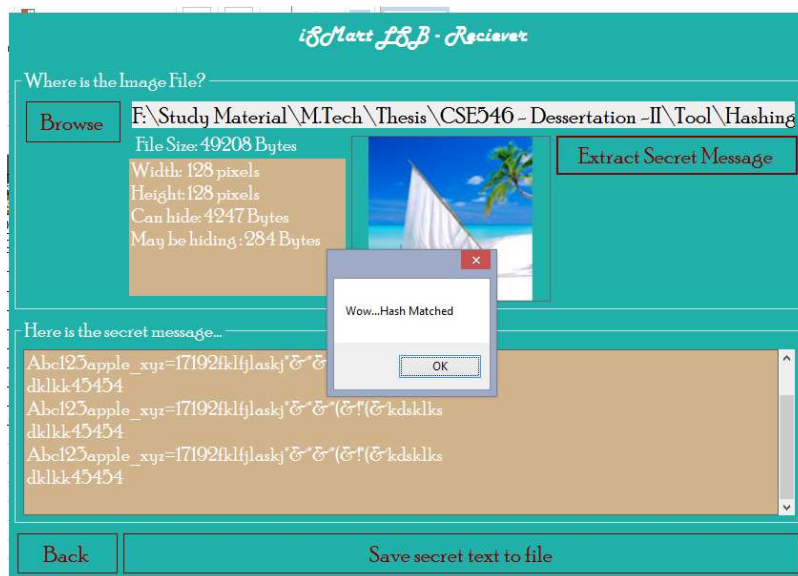 iSMart LSB - Reciever
Where is the Image File?
Browse
F:\Study Material\M.Tech\Thesis\CSE546 - Dessertation -II\Tool\Hashing
File Size: 49208 Bytes
Extract Secret Message
Width: 128 pixels
Height: 128 pixels
Can hide: 4247 Bytes
May be hiding : 284 Bytes
Wow...Hash Matched
OK
Here is the secret message...
Abc123apple_xyz=17192fklfjlaskj*&*&
dklkk45454
Abc123apple_xyz=17192fklfjlaskj*&*&*(&!*(&*kdsklks
dklkk45454
Abc123apple_xyz=17192fklfjlaskj*&*&*(&!*(&*kdsklks
dklkk45454
Back
Save secret text to file